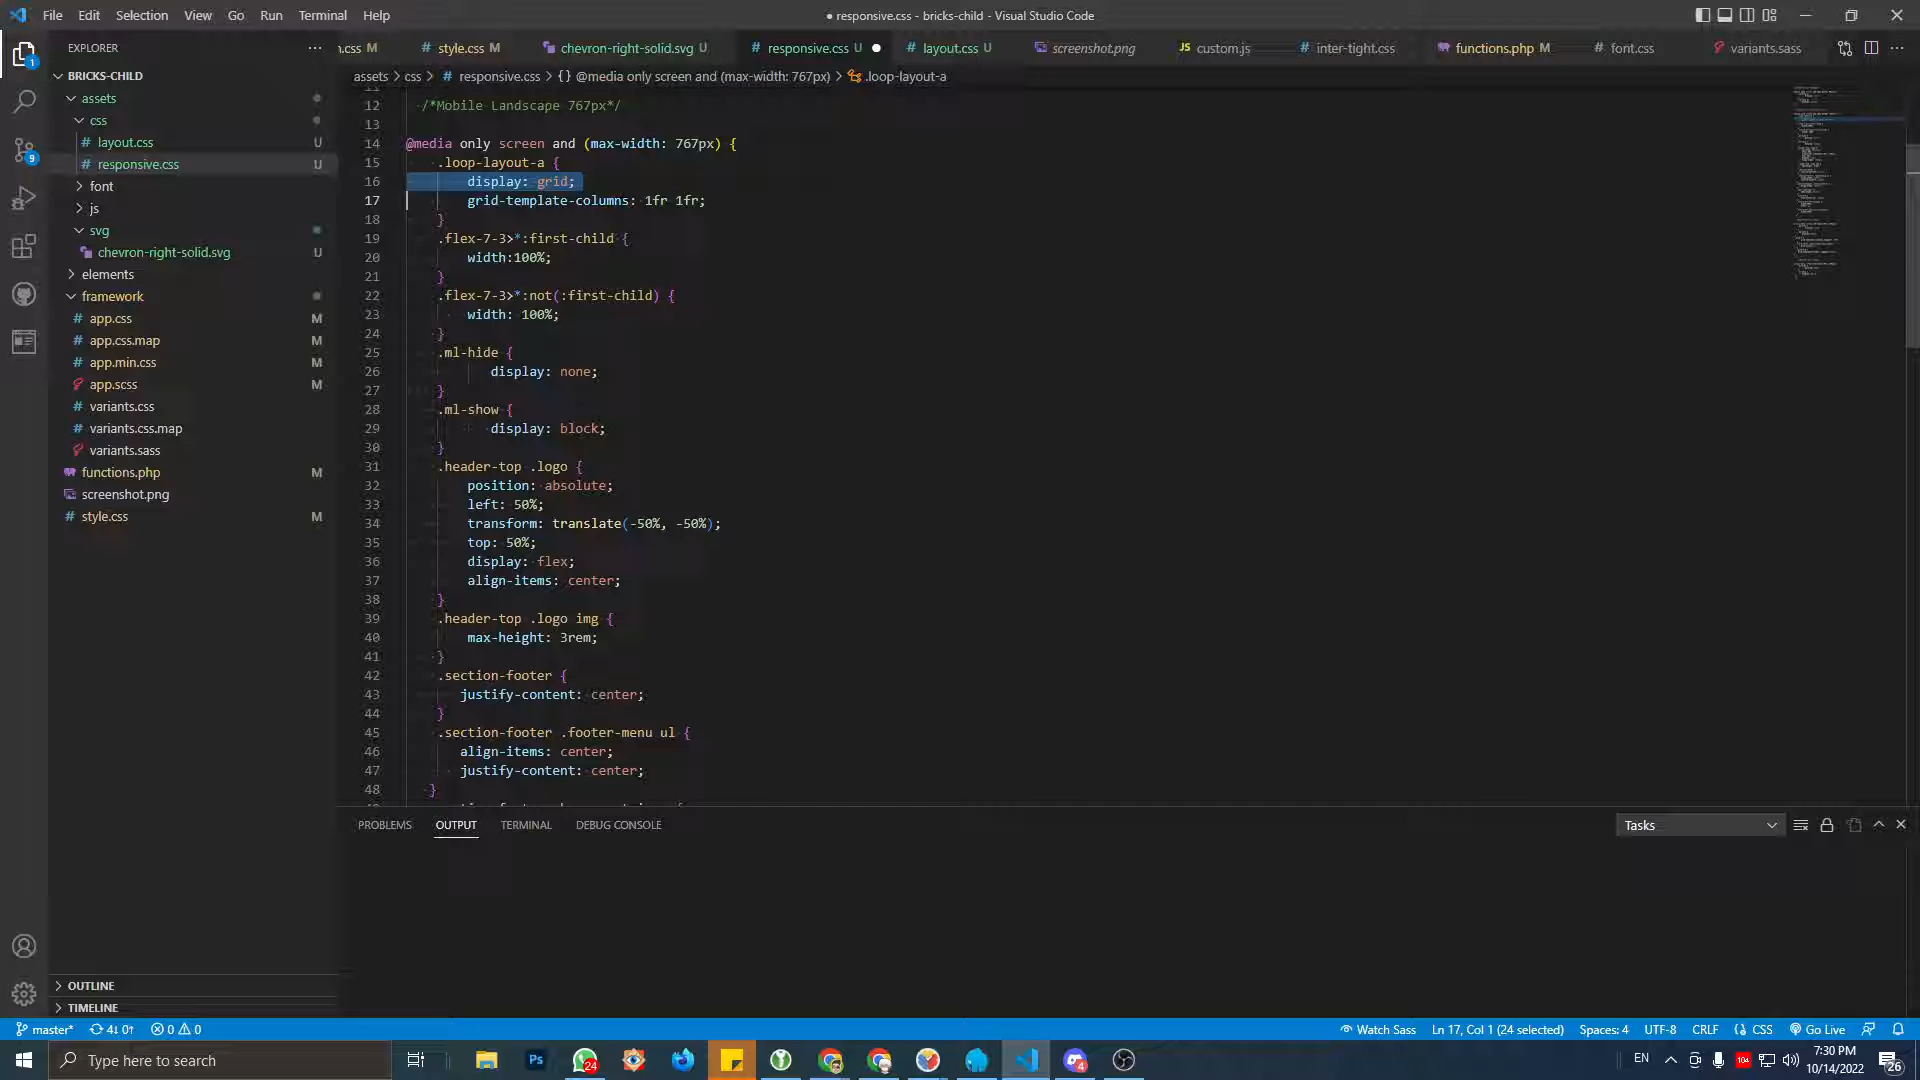 File Edit Selection View Go Run Terminal Help
● responsive.css - bricks-child - Visual Studio Code
EXPLORER
BRICKS-CHILD
assets
css
# layout.css U
# responsive.css U
font
js
svg
chevron-right-solid.svg U
elements
framework
# app.css M
# app.css.map M
# app.min.css M
app.scss M
# variants.css
# variants.css.map
variants.sass
functions.php M
screenshot.png
# style.css M
OUTLINE
TIMELINE
n.css M # style.css M chevron-right-solid.svg U # responsive.css U ● # layout.css U screenshot.png JS custom.js # inter-tight.css functions.php M # font.css variants.sass
assets > css > # responsive.css > {} @media only screen and (max-width: 767px) > .loop-layout-a
11
12 /*Mobile Landscape 767px*/
13
14 @media only screen and (max-width: 767px) {
15 .loop-layout-a {
16 display: grid;
17 grid-template-columns: 1fr 1fr;
18 }
19 .flex-7-3>*:first-child {
20 width:100%;
21 }
22 .flex-7-3>*:not(:first-child) {
23 width: 100%;
24 }
25 .ml-hide {
26 display: none;
27 }
28 .ml-show {
29 display: block;
30 }
31 .header-top .logo {
32 position: absolute;
33 left: 50%;
34 transform: translate(-50%, -50%);
35 top: 50%;
36 display: flex;
37 align-items: center;
38 }
39 .header-top .logo img {
40 max-height: 3rem;
41 }
42 .section-footer {
43 justify-content: center;
44 }
45 .section-footer .footer-menu ul {
46 align-items: center;
47 justify-content: center;
48 }
PROBLEMS OUTPUT TERMINAL DEBUG CONSOLE
Tasks
1
9
master* 4↓ 0↑ 0 0
Watch Sass Ln 17, Col 1 (24 selected) Spaces: 4 UTF-8 CRLF CSS Go Live
Type here to search
Ps
24
4
EN
7:30 PM
10/14/2022
26